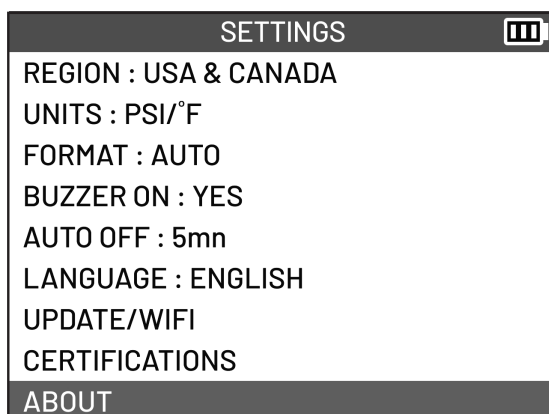 SETTINGS
REGION : USA & CANADA
UNITS : PSI/°F
FORMAT : AUTO
BUZZER ON : YES
AUTO OFF : 5mn
LANGUAGE : ENGLISH
UPDATE/WIFI
CERTIFICATIONS
ABOUT